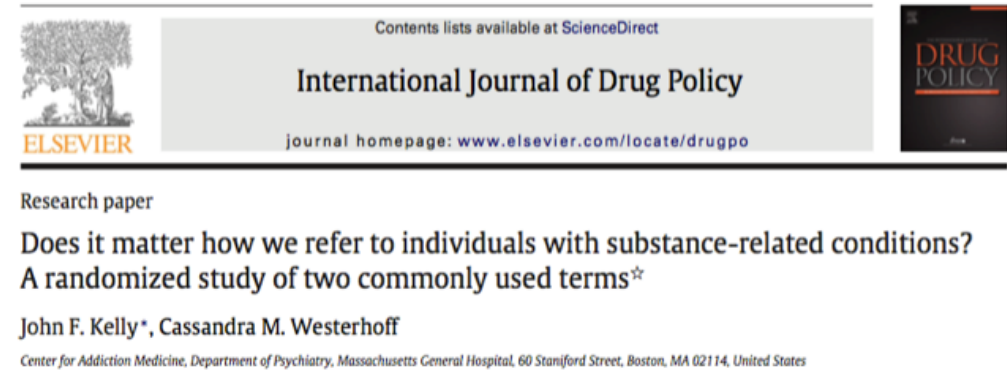 Contents lists available at ScienceDirect
International Journal of Drug Policy
journal homepage: www.elsevier.com/locate/drugpo
ELSEVIER
DRUG
POLICY
Research paper
Does it matter how we refer to individuals with substance-related conditions?
A randomized study of two commonly used terms☆
John F. Kelly*, Cassandra M. Westerhoff
Center for Addiction Medicine, Department of Psychiatry, Massachusetts General Hospital, 60 Staniford Street, Boston, MA 02114, United States